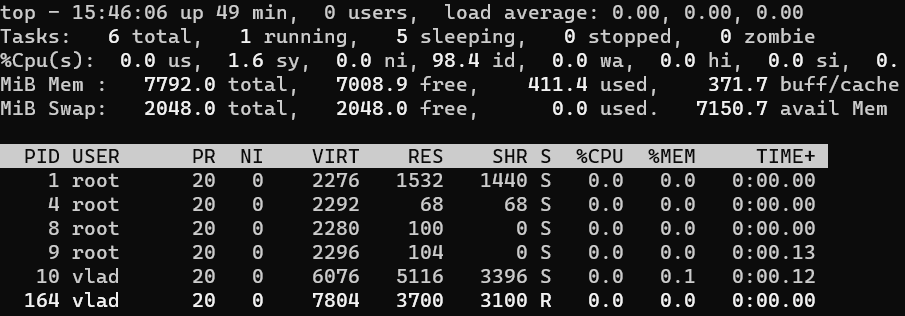 top - 15:46:06 up 49 min,  0 users,  load average: 0.00, 0.00, 0.00
Tasks:   6 total,   1 running,   5 sleeping,   0 stopped,   0 zombie
%Cpu(s):  0.0 us,  1.6 sy,  0.0 ni, 98.4 id,  0.0 wa,  0.0 hi,  0.0 si,  0.
MiB Mem :   7792.0 total,   7008.9 free,    411.4 used,    371.7 buff/cache
MiB Swap:   2048.0 total,   2048.0 free,      0.0 used.   7150.7 avail Mem
PID USER      PR  NI    VIRT    RES    SHR S  %CPU  %MEM     TIME+
1 root      20   0    2276   1532   1440 S   0.0   0.0   0:00.00
4 root      20   0    2292     68     68 S   0.0   0.0   0:00.00
8 root      20   0    2280    100      0 S   0.0   0.0   0:00.00
9 root      20   0    2296    104      0 S   0.0   0.0   0:00.13
10 vlad      20   0    6076   5116   3396 S   0.0   0.1   0:00.12
164 vlad      20   0    7804   3700   3100 R   0.0   0.0   0:00.00